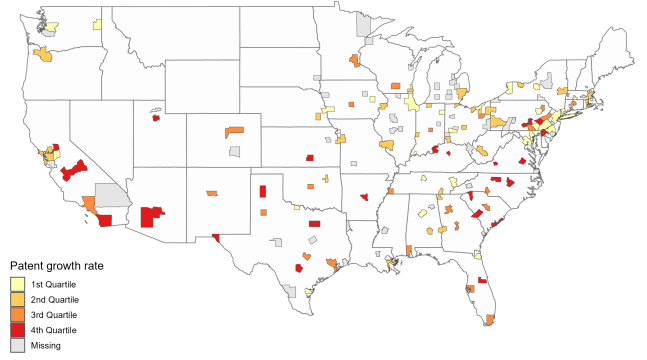 Patent growth rate
1st Quartile
2nd Quartile
3rd Quartile
4th Quartile
Missing